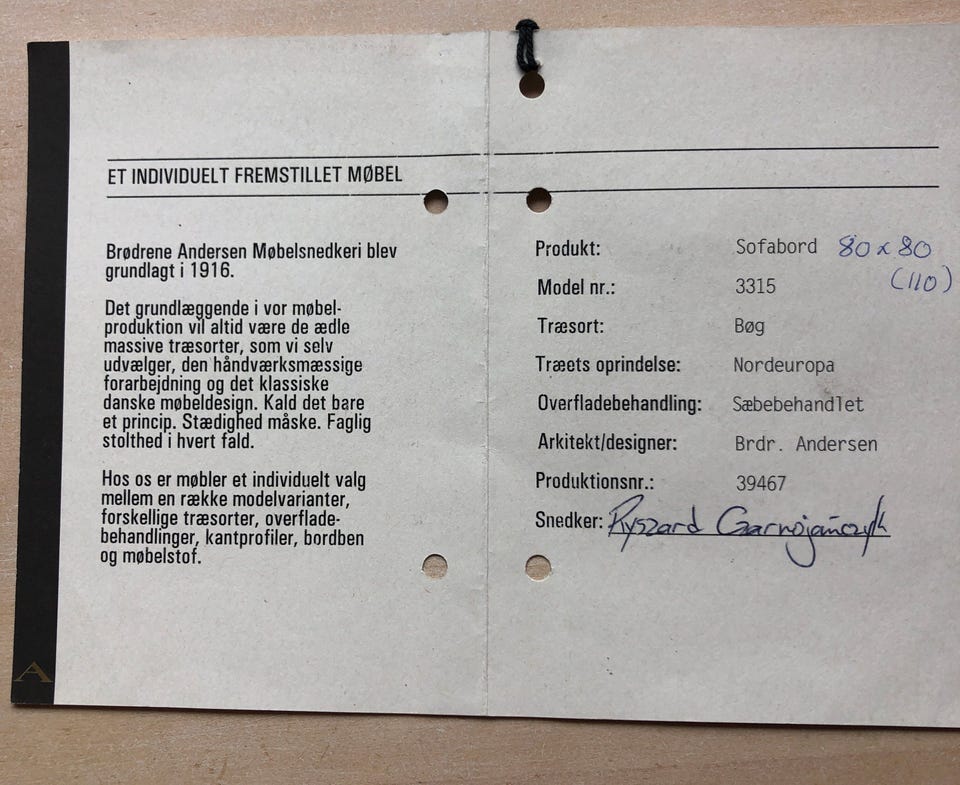 ET INDIVIDUELT FREMSTILLET MØBEL
Brødrene Andersen Møbelsnedkeri blev
grundlagt i 1916.
Det grundlæggende i vor møbel-
produktion vil altid være de ædle
massive træsorter, som vi selv
udvælger, den håndværksmæssige
forarbejdning og det klassiske
danske møbeldesign. Kald det bare
et princip. Stædighed måske. Faglig
stolthed i hvert fald.
Hos os er møbler et individuelt valg
mellem en række modelvarianter,
forskellige træsorter, overflade-
behandlinger, kantprofiler, bordben
og møbelstof.
A
Produkt: Sofabord 80 x 80
(110)
Model nr.: 3315
Træsort: Bøg
Træets oprindelse: Nordeuropa
Overfladebehandling: Sæbebehandlet
Arkitekt/designer: Brdr. Andersen
Produktionsnr.: 39467
Snedker: Ryszard